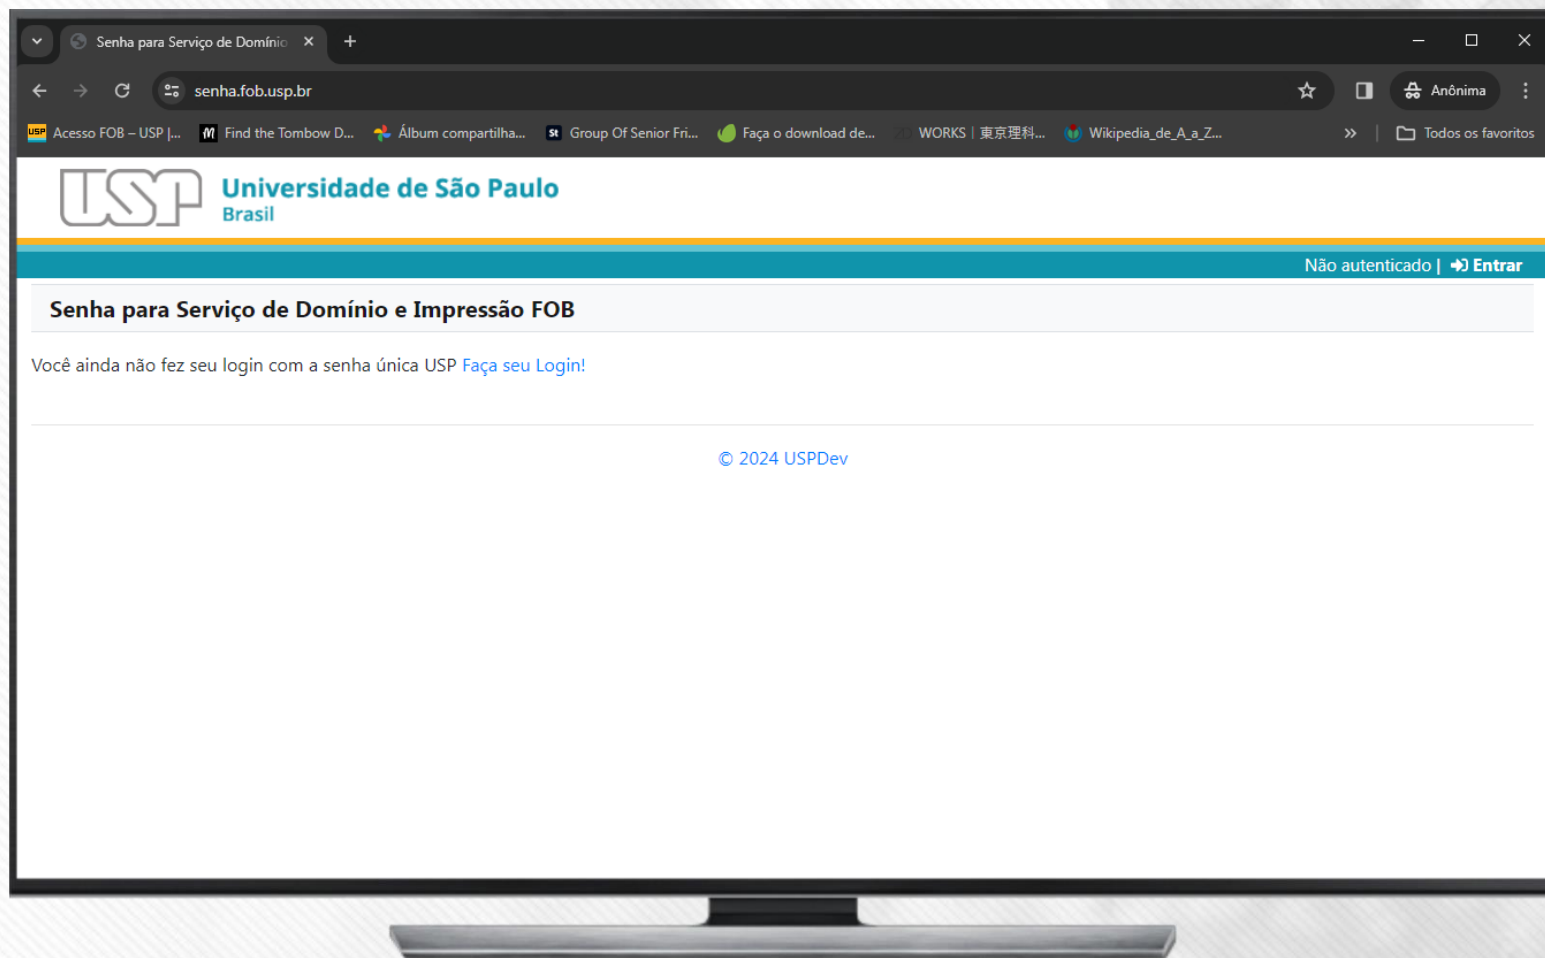 Senha para Serviço de Domínio
senha.fob.usp.br
Anônima
USP Acesso FOB – USP |... Find the Tombow D... Álbum compartilha... St Group Of Senior Fri... Faça o download de... WORKS | 東京理科... Wikipedia_de_A_a_Z... » Todos os favoritos
USP Universidade de São Paulo
Brasil
Não autenticado | Entrar
Senha para Serviço de Domínio e Impressão FOB
Você ainda não fez seu login com a senha única USP Faça seu Login!
© 2024 USPDev